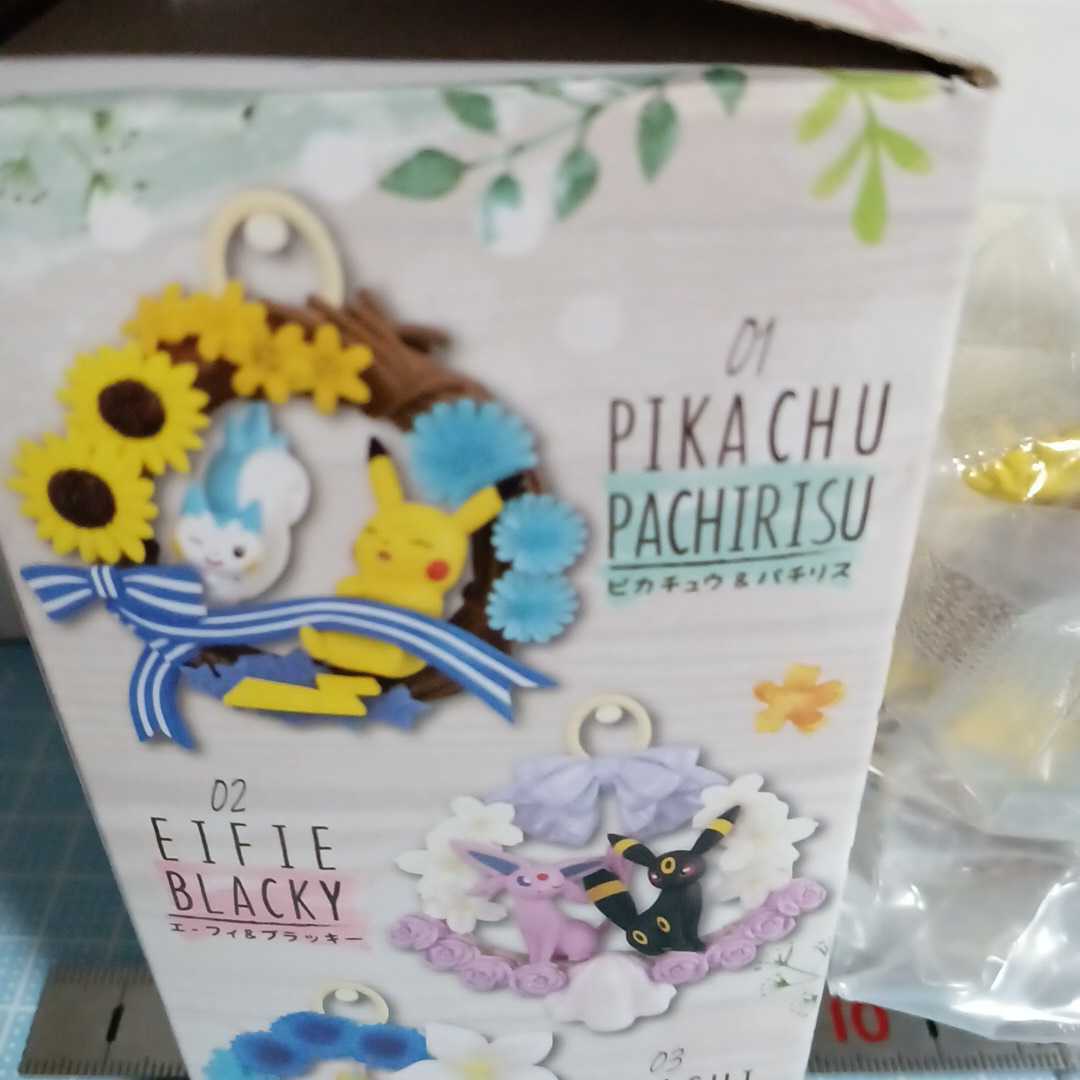 01
PIKACHU
PACHIRISU
ピカチュウ&パチリス
02
EIFIE
BLACKY
エーフィ&ブラッキー
03
10